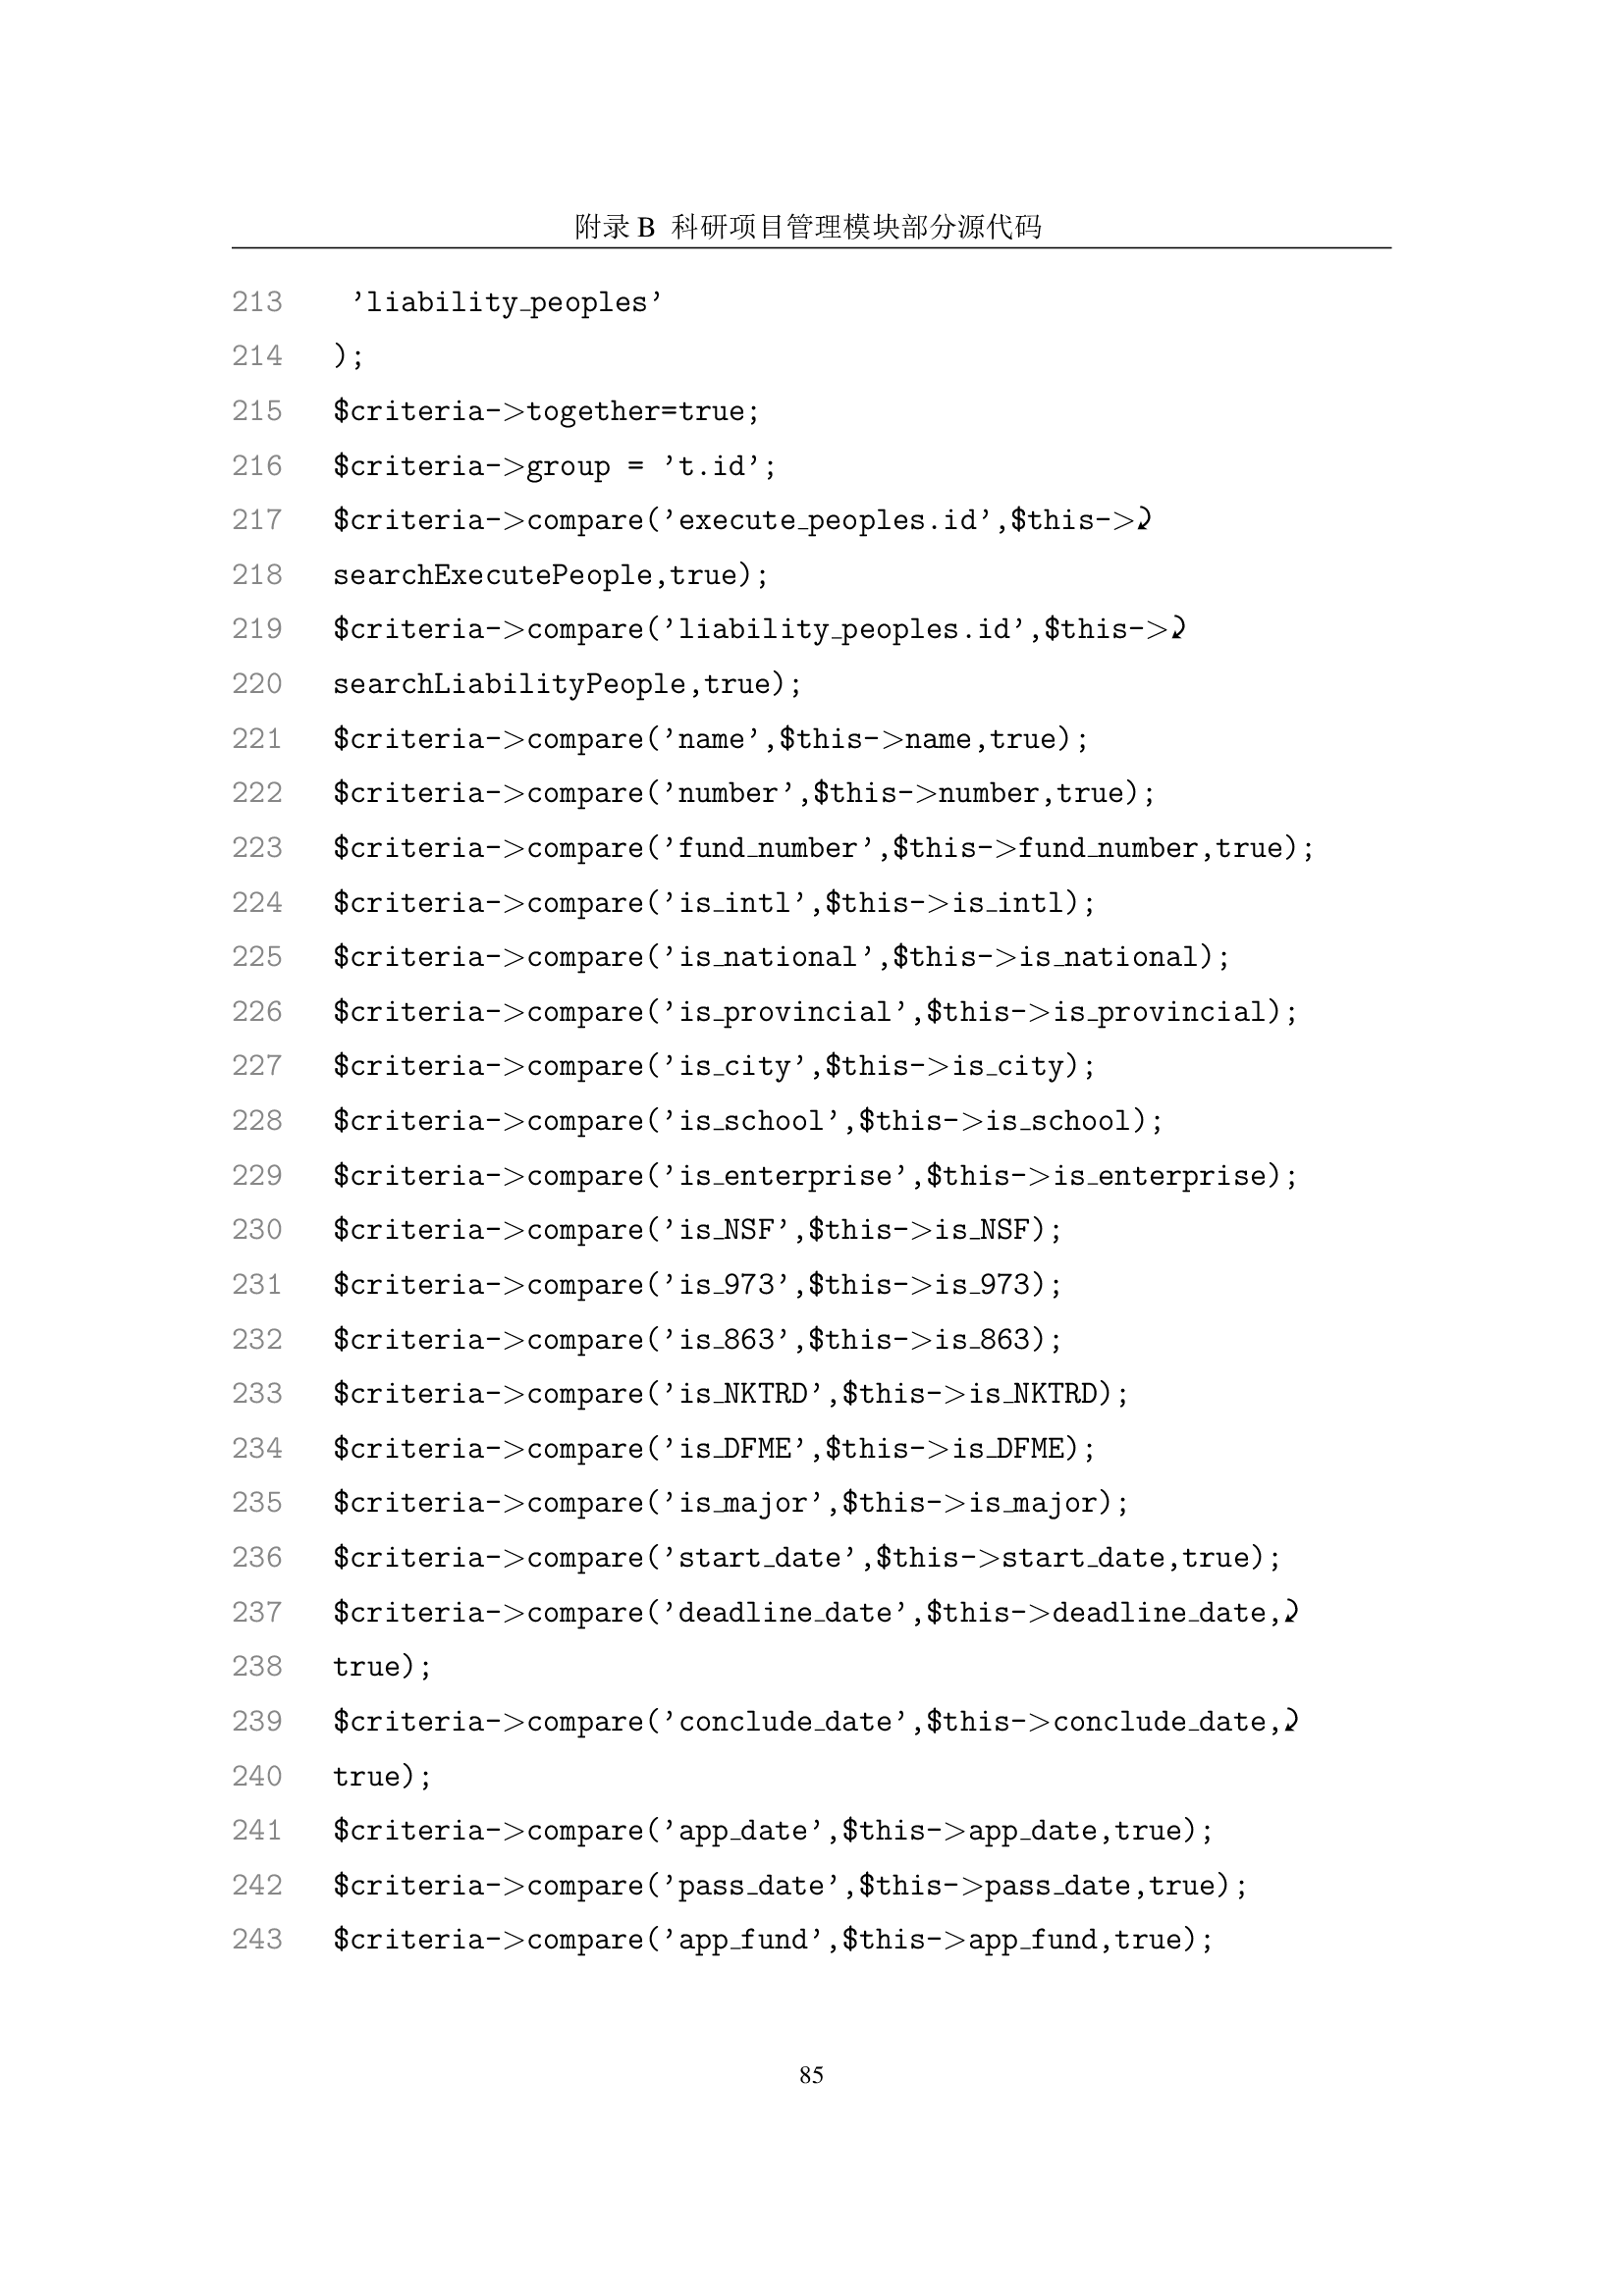 附录 B 科研项目管理模块部分源代码
213 'liability_peoples'
214 );
215 $criteria->together=true;
216 $criteria->group = 't.id';
217 $criteria->compare('execute_peoples.id',$this->⤸
218 searchExecutePeople,true);
219 $criteria->compare('liability_peoples.id',$this->⤸
220 searchLiabilityPeople,true);
221 $criteria->compare('name',$this->name,true);
222 $criteria->compare('number',$this->number,true);
223 $criteria->compare('fund_number',$this->fund_number,true);
224 $criteria->compare('is_intl',$this->is_intl);
225 $criteria->compare('is_national',$this->is_national);
226 $criteria->compare('is_provincial',$this->is_provincial);
227 $criteria->compare('is_city',$this->is_city);
228 $criteria->compare('is_school',$this->is_school);
229 $criteria->compare('is_enterprise',$this->is_enterprise);
230 $criteria->compare('is_NSF',$this->is_NSF);
231 $criteria->compare('is_973',$this->is_973);
232 $criteria->compare('is_863',$this->is_863);
233 $criteria->compare('is_NKTRD',$this->is_NKTRD);
234 $criteria->compare('is_DFME',$this->is_DFME);
235 $criteria->compare('is_major',$this->is_major);
236 $criteria->compare('start_date',$this->start_date,true);
237 $criteria->compare('deadline_date',$this->deadline_date,⤸
238 true);
239 $criteria->compare('conclude_date',$this->conclude_date,⤸
240 true);
241 $criteria->compare('app_date',$this->app_date,true);
242 $criteria->compare('pass_date',$this->pass_date,true);
243 $criteria->compare('app_fund',$this->app_fund,true);
85